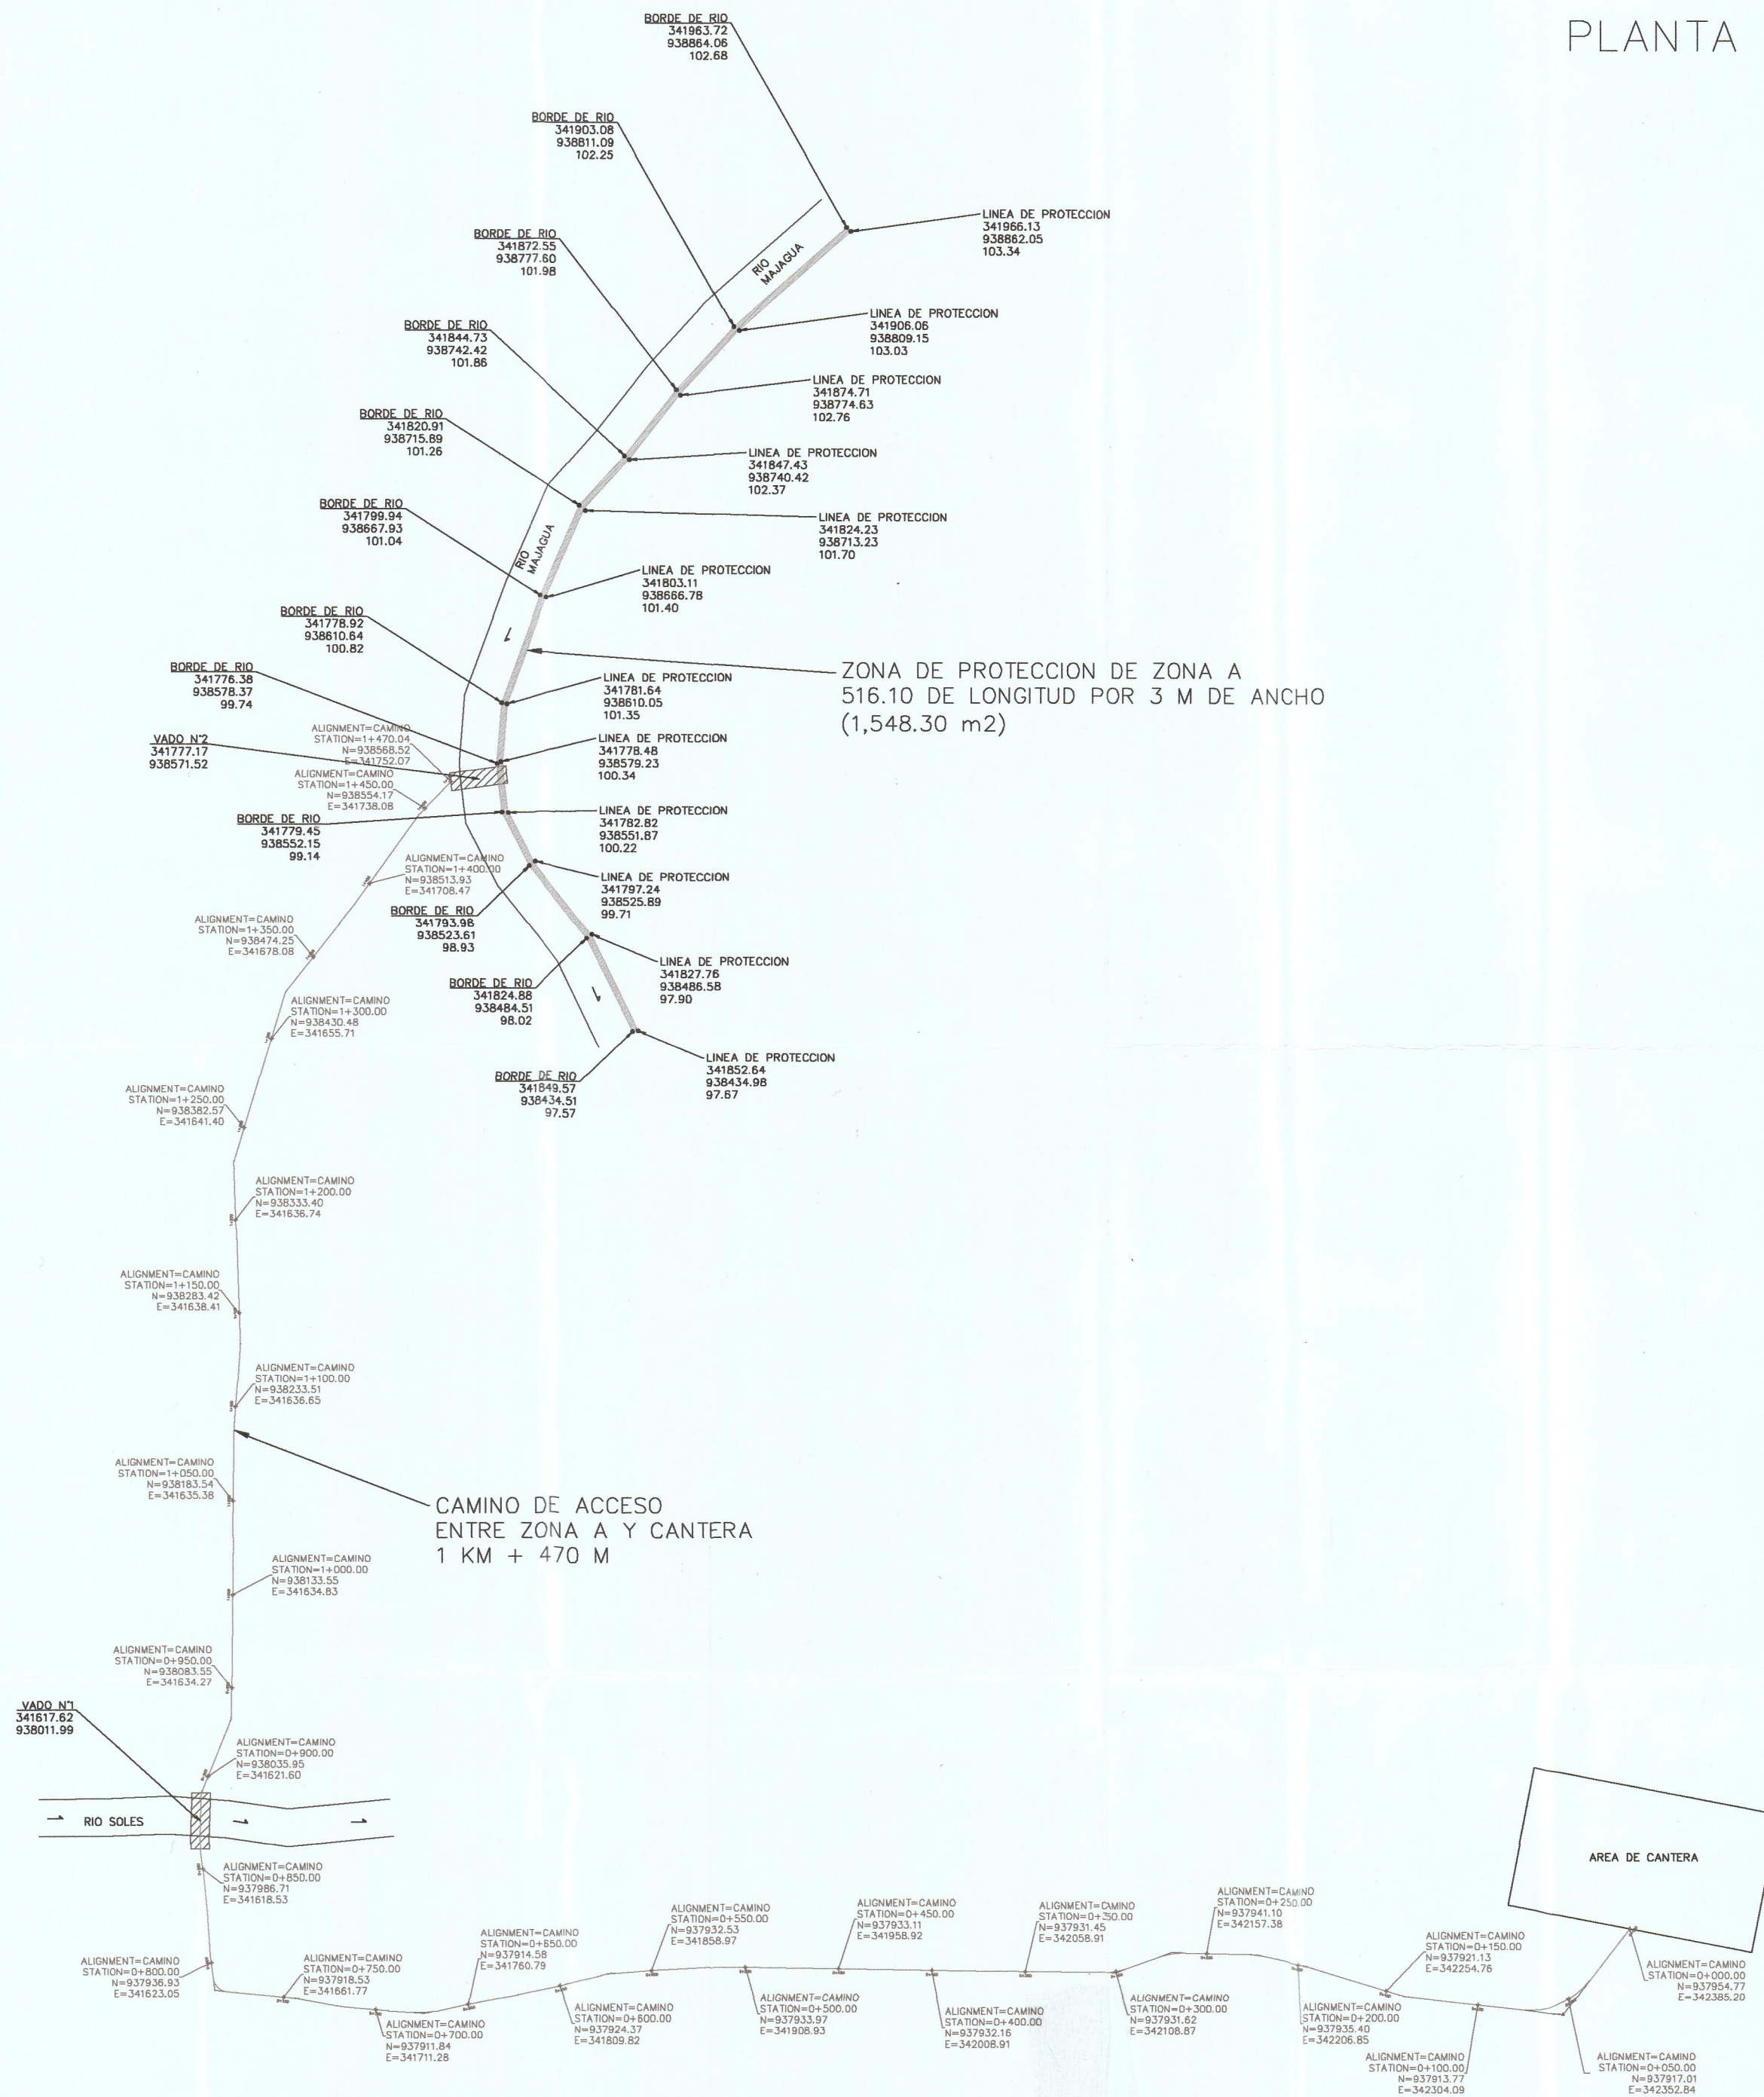 PLANTA
BORDE DE RIO
341963.72
938864.06
102.68
BORDE DE RIO
341903.08
938811.09
102.25
LINEA DE PROTECCION
341966.13
938862.05
103.34
BORDE DE RIO
341872.55
938777.60
101.98
RIO
MAJAGUA
LINEA DE PROTECCION
341906.06
938809.15
103.03
BORDE DE RIO
341844.73
938742.42
101.86
LINEA DE PROTECCION
341874.71
938774.63
102.76
BORDE DE RIO
341820.91
938715.89
101.26
LINEA DE PROTECCION
341847.43
938740.42
102.37
BORDE DE RIO
341799.94
938667.93
101.04
LINEA DE PROTECCION
341824.23
938713.23
101.70
RIO
MAJAGUA
LINEA DE PROTECCION
341803.11
938666.78
101.40
BORDE DE RIO
341778.92
938610.64
100.82
ZONA DE PROTECCION DE ZONA A
516.10 DE LONGITUD POR 3 M DE ANCHO
(1,548.30 m2)
BORDE DE RIO
341776.38
938578.37
99.74
LINEA DE PROTECCION
341781.64
938610.05
101.35
ALIGNMENT=CAMINO
STATION=1+470.04
N=938568.52
E=341752.07
VADO N°2
341777.17
938571.52
LINEA DE PROTECCION
341778.48
938579.23
100.34
ALIGNMENT=CAMINO
STATION=1+450.00
N=938554.17
E=341738.08
BORDE DE RIO
341779.45
938552.15
99.14
LINEA DE PROTECCION
341782.82
938551.87
100.22
ALIGNMENT=CAMINO
STATION=1+400.00
N=938513.93
E=341708.47
LINEA DE PROTECCION
341797.24
938525.89
99.71
BORDE DE RIO
341793.98
938523.61
98.93
ALIGNMENT=CAMINO
STATION=1+350.00
N=938474.25
E=341678.08
LINEA DE PROTECCION
341827.76
938486.58
97.90
BORDE DE RIO
341824.88
938484.51
98.02
ALIGNMENT=CAMINO
STATION=1+300.00
N=938430.48
E=341655.71
LINEA DE PROTECCION
341852.64
938434.98
97.67
BORDE DE RIO
341849.57
938434.51
97.57
ALIGNMENT=CAMINO
STATION=1+250.00
N=938382.57
E=341641.40
ALIGNMENT=CAMINO
STATION=1+200.00
N=938333.40
E=341636.74
ALIGNMENT=CAMINO
STATION=1+150.00
N=938283.42
E=341638.41
ALIGNMENT=CAMINO
STATION=1+100.00
N=938233.51
E=341636.65
ALIGNMENT=CAMINO
STATION=1+050.00
N=938183.54
E=341635.38
CAMINO DE ACCESO
ENTRE ZONA A Y CANTERA
1 KM + 470 M
ALIGNMENT=CAMINO
STATION=1+000.00
N=938133.55
E=341634.83
ALIGNMENT=CAMINO
STATION=0+950.00
N=938083.55
E=341634.27
VADO N°1
341617.62
938011.99
ALIGNMENT=CAMINO
STATION=0+900.00
N=938035.95
E=341621.60
RIO SOLES
AREA DE CANTERA
ALIGNMENT=CAMINO
STATION=0+850.00
N=937986.71
E=341618.53
ALIGNMENT=CAMINO
STATION=0+800.00
N=937936.93
E=341623.05
ALIGNMENT=CAMINO
STATION=0+750.00
N=937918.53
E=341661.77
ALIGNMENT=CAMINO
STATION=0+700.00
N=937911.84
E=341711.28
ALIGNMENT=CAMINO
STATION=0+650.00
N=937914.58
E=341760.79
ALIGNMENT=CAMINO
STATION=0+600.00
N=937924.37
E=341809.82
ALIGNMENT=CAMINO
STATION=0+550.00
N=937932.53
E=341858.97
ALIGNMENT=CAMINO
STATION=0+500.00
N=937933.97
E=341908.93
ALIGNMENT=CAMINO
STATION=0+450.00
N=937933.11
E=341958.92
ALIGNMENT=CAMINO
STATION=0+400.00
N=937932.16
E=342008.91
ALIGNMENT=CAMINO
STATION=0+350.00
N=937931.45
E=342058.91
ALIGNMENT=CAMINO
STATION=0+300.00
N=937931.62
E=342108.87
ALIGNMENT=CAMINO
STATION=0+250.00
N=937941.10
E=342157.38
ALIGNMENT=CAMINO
STATION=0+200.00
N=937935.40
E=342206.85
ALIGNMENT=CAMINO
STATION=0+150.00
N=937921.13
E=342254.76
ALIGNMENT=CAMINO
STATION=0+100.00
N=937913.77
E=342304.09
ALIGNMENT=CAMINO
STATION=0+050.00
N=937917.01
E=342352.84
ALIGNMENT=CAMINO
STATION=0+000.00
N=937954.77
E=342385.20